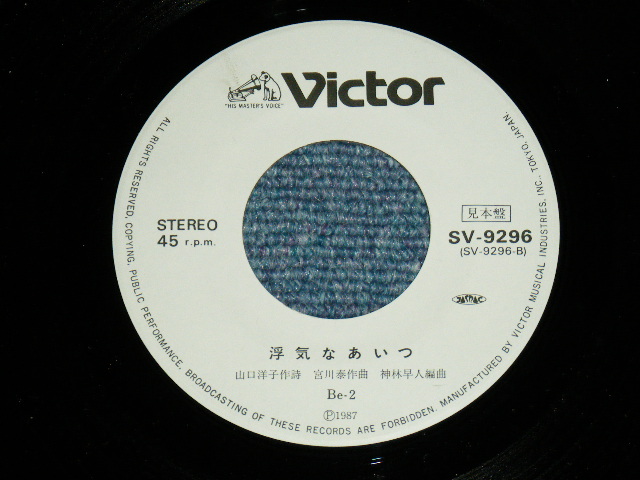 Victor
"HIS MASTER'S VOICE"
STEREO
45 r.p.m.
見本盤
SV-9296
(SV-9296-B)
JASRAC
浮気なあいつ
山口洋子作詩 宮川泰作曲 神林早人編曲
Be-2
Ⓟ1987
ALL RIGHTS RESERVED. COPYING, PUBLIC PERFORMANCE, BROADCASTING OF THESE RECORDS ARE FORBIDDEN. MANUFACTURED BY VICTOR MUSICAL INDUSTRIES, INC., TOKYO, JAPAN.